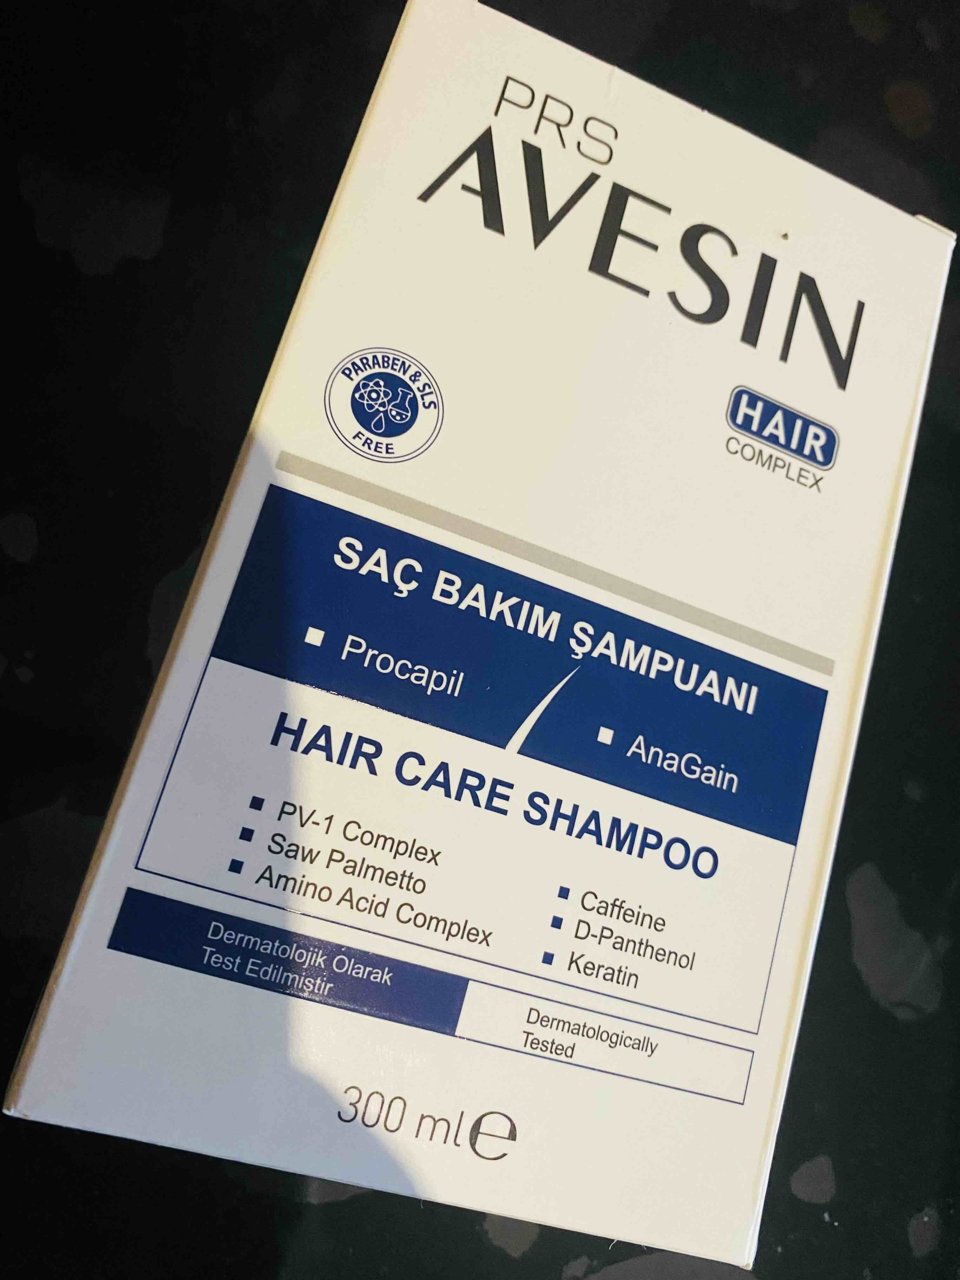 PRS
AVESİN
PARABEN & SLS
FREE
HAIR
COMPLEX
SAÇ BAKIM ŞAMPUANI
Procapil
AnaGain
HAIR CARE SHAMPOO
PV-1 Complex
Saw Palmetto
Amino Acid Complex
Caffeine
D-Panthenol
Keratin
Dermatolojik Olarak
Test Edilmiştir
Dermatologically
Tested
300 ml e